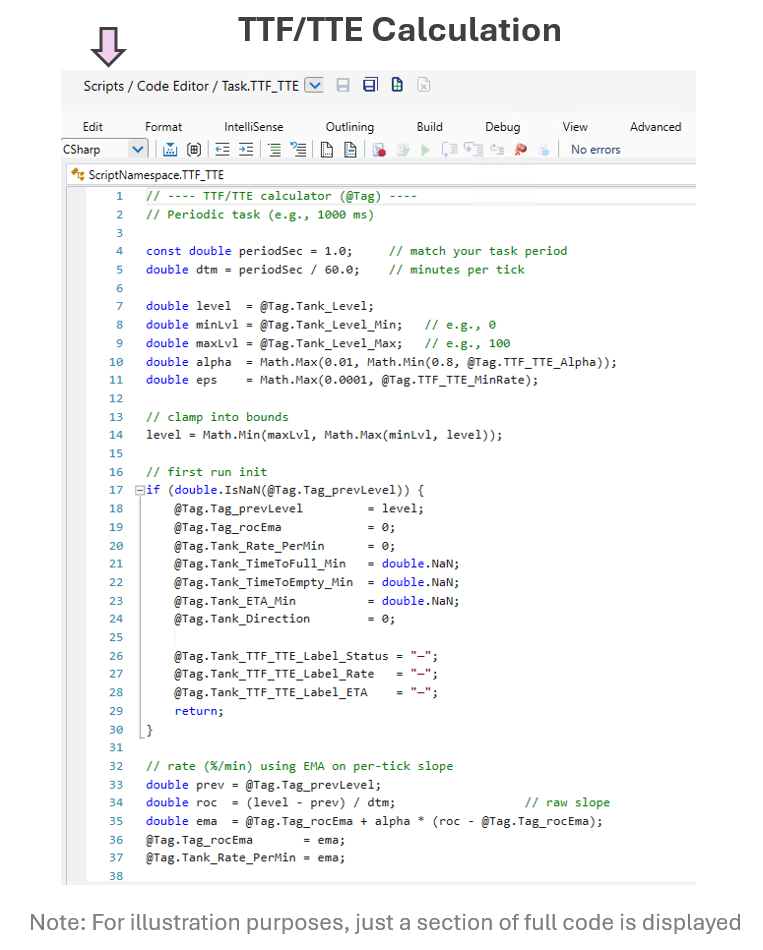 TTF/TTE Calculation
Scripts / Code Editor / Task.TTF_TTE
Edit Format IntelliSense Outlining Build Debug View Advanced
CSharp No errors
ScriptNamespace.TTF_TTE
1 // ---- TTF/TTE calculator (@Tag) ----
2 // Periodic task (e.g., 1000 ms)
3
4 const double periodSec = 1.0;     // match your task period
5 double dtm = periodSec / 60.0;    // minutes per tick
6
7 double level  = @Tag.Tank_Level;
8 double minLvl = @Tag.Tank_Level_Min;   // e.g., 0
9 double maxLvl = @Tag.Tank_Level_Max;   // e.g., 100
10 double alpha  = Math.Max(0.01, Math.Min(0.8, @Tag.TTF_TTE_Alpha));
11 double eps    = Math.Max(0.0001, @Tag.TTF_TTE_MinRate);
12
13 // clamp into bounds
14 level = Math.Min(maxLvl, Math.Max(minLvl, level));
15
16 // first run init
17 if (double.IsNaN(@Tag.Tag_prevLevel)) {
18     @Tag.Tag_prevLevel         = level;
19     @Tag.Tag_rocEma            = 0;
20     @Tag.Tank_Rate_PerMin      = 0;
21     @Tag.Tank_TimeToFull_Min   = double.NaN;
22     @Tag.Tank_TimeToEmpty_Min  = double.NaN;
23     @Tag.Tank_ETA_Min          = double.NaN;
24     @Tag.Tank_Direction        = 0;
25
26     @Tag.Tank_TTF_TTE_Label_Status = "—";
27     @Tag.Tank_TTF_TTE_Label_Rate   = "—";
28     @Tag.Tank_TTF_TTE_Label_ETA    = "—";
29     return;
30 }
31
32 // rate (%/min) using EMA on per-tick slope
33 double prev = @Tag.Tag_prevLevel;
34 double roc  = (level - prev) / dtm;                  // raw slope
35 double ema  = @Tag.Tag_rocEma + alpha * (roc - @Tag.Tag_rocEma);
36 @Tag.Tag_rocEma       = ema;
37 @Tag.Tank_Rate_PerMin = ema;
38
Note: For illustration purposes, just a section of full code is displayed